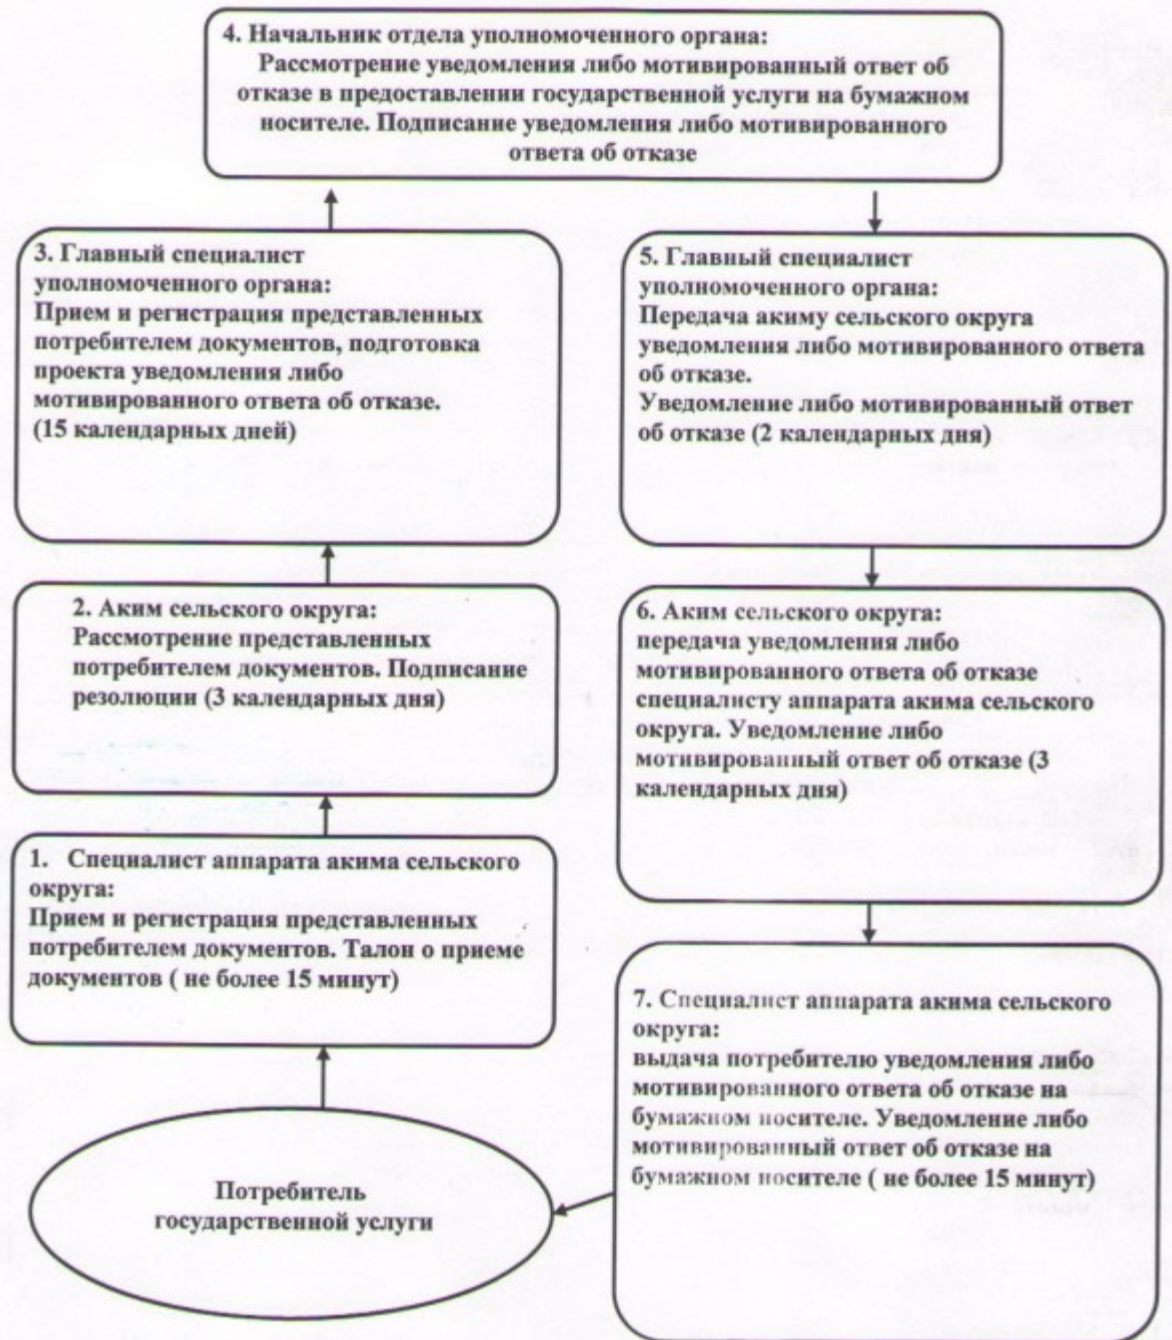 4. Начальник отдела уполномоченного органа:
Рассмотрение уведомления либо мотивированный ответ об
отказе в предоставлении государственной услуги на бумажном
носителе. Подписание уведомления либо мотивированного
ответа об отказе
3. Главный специалист
уполномоченного органа:
Прием и регистрация представленных
потребителем документов, подготовка
проекта уведомления либо
мотивированного ответа об отказе.
(15 календарных дней)
5. Главный специалист
уполномоченного органа:
Передача акиму сельского округа
уведомления либо мотивированного ответа
об отказе.
Уведомление либо мотивированный ответ
об отказе (2 календарных дня)
2. Аким сельского округа:
Рассмотрение представленных
потребителем документов. Подписание
резолюции (3 календарных дня)
6. Аким сельского округа:
передача уведомления либо
мотивированного ответа об отказе
специалисту аппарата акима сельского
округа. Уведомление либо
мотивированный ответ об отказе (3
календарных дня)
1. Специалист аппарата акима сельского
округа:
Прием и регистрация представленных
потребителем документов. Талон о приеме
документов ( не более 15 минут)
7. Специалист аппарата акима сельского
округа:
выдача потребителю уведомления либо
мотивированного ответа об отказе на
бумажном носителе. Уведомление либо
мотивированный ответ об отказе на
бумажном носителе ( не более 15 минут)
Потребитель
государственной услуги